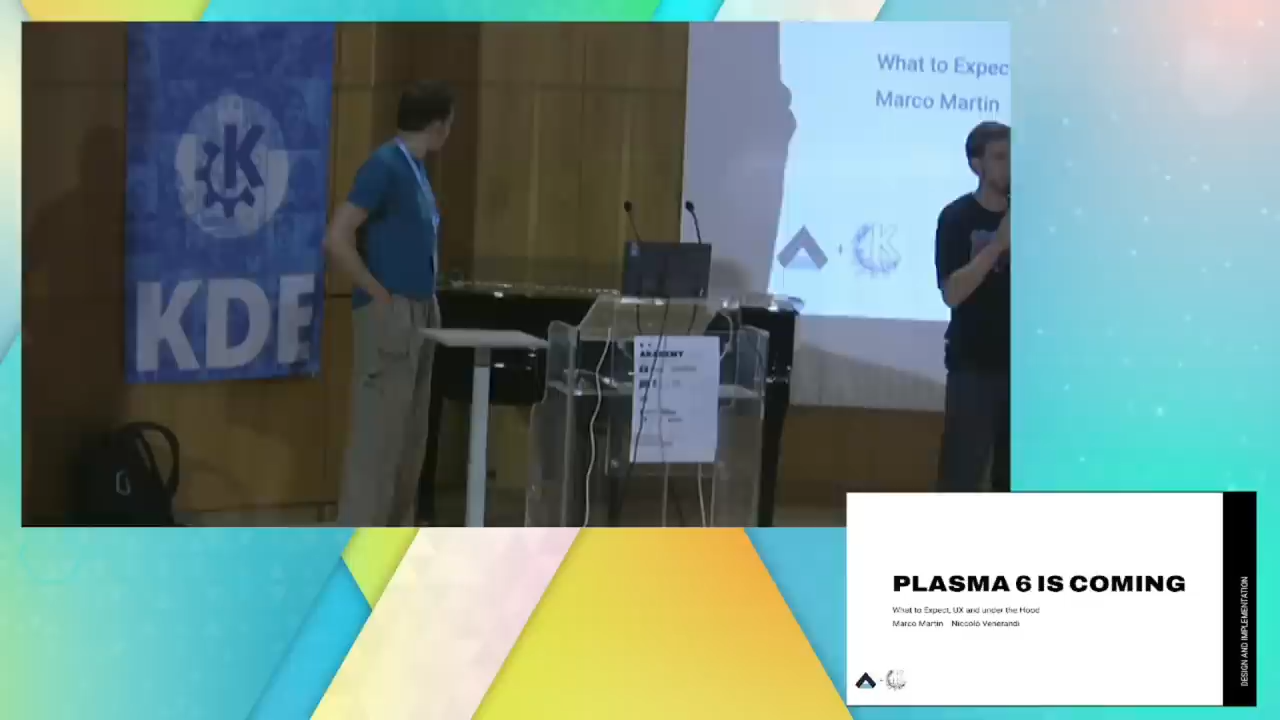 K
KDE
What to Expec
Marco Martin
K
AKADEMY
PLASMA 6 IS COMING
What to Expect, UX and under the Hood
Marco Martin Niccolò Venerandi
DESIGN AND IMPLEMENTATION